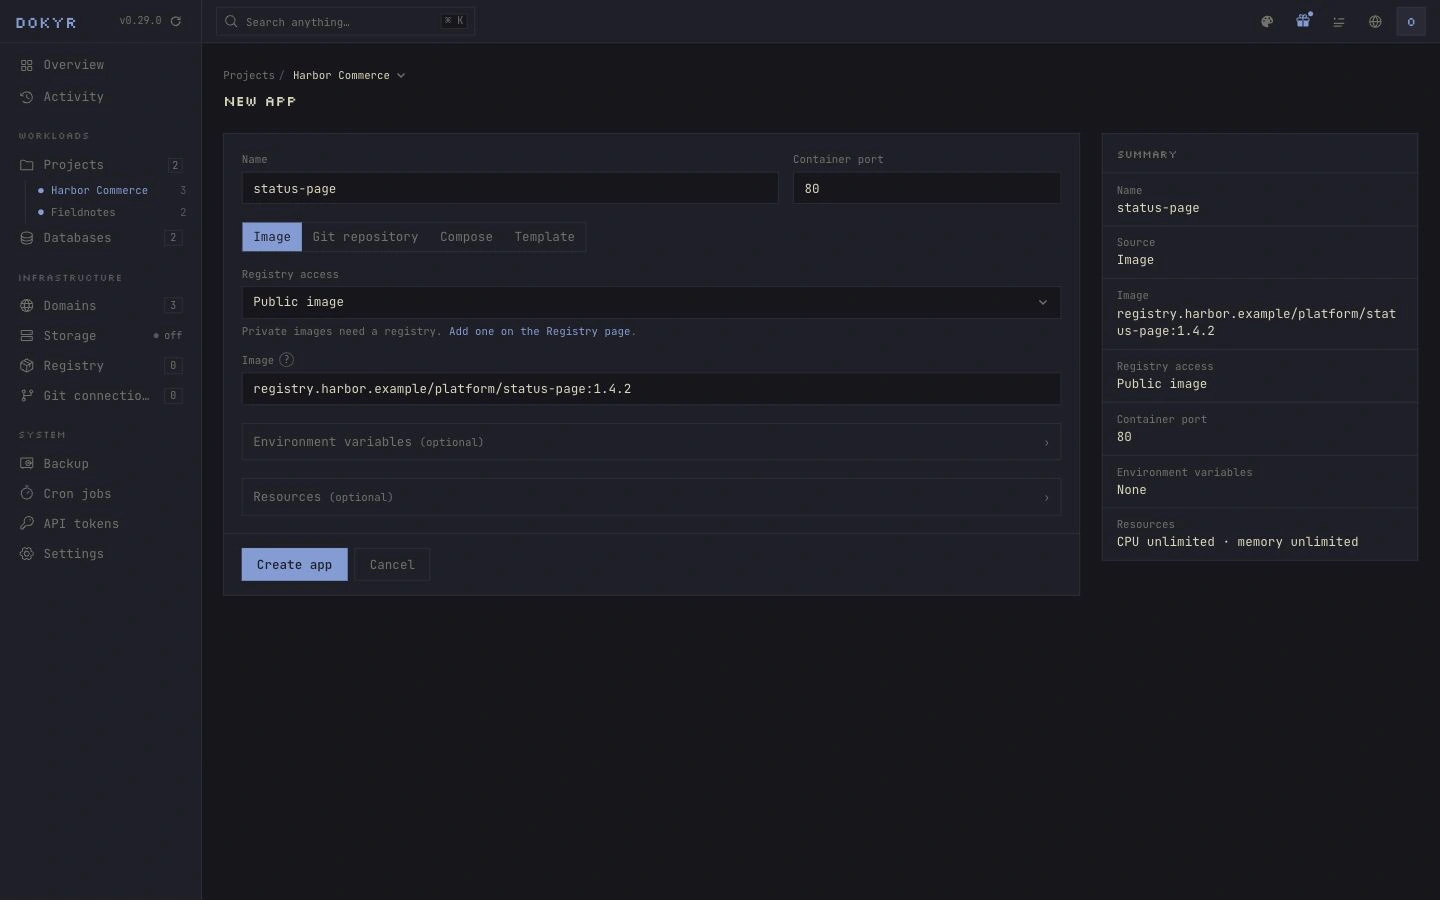 DOKYR
v0.29.0
Search anything…
⌘ K
O
Overview
Activity
WORKLOADS
Projects 2
Harbor Commerce 3
Fieldnotes 2
Databases 2
INFRASTRUCTURE
Domains 3
Storage off
Registry 0
Git connectio… 0
SYSTEM
Backup
Cron jobs
API tokens
Settings
Projects / Harbor Commerce
NEW APP
Name
status-page
Container port
80
Image Git repository Compose Template
Registry access
Public image
Private images need a registry. Add one on the Registry page.
Image ?
registry.harbor.example/platform/status-page:1.4.2
Environment variables (optional) ›
Resources (optional) ›
Create app Cancel
SUMMARY
Name
status-page
Source
Image
Image
registry.harbor.example/platform/stat
us-page:1.4.2
Registry access
Public image
Container port
80
Environment variables
None
Resources
CPU unlimited · memory unlimited